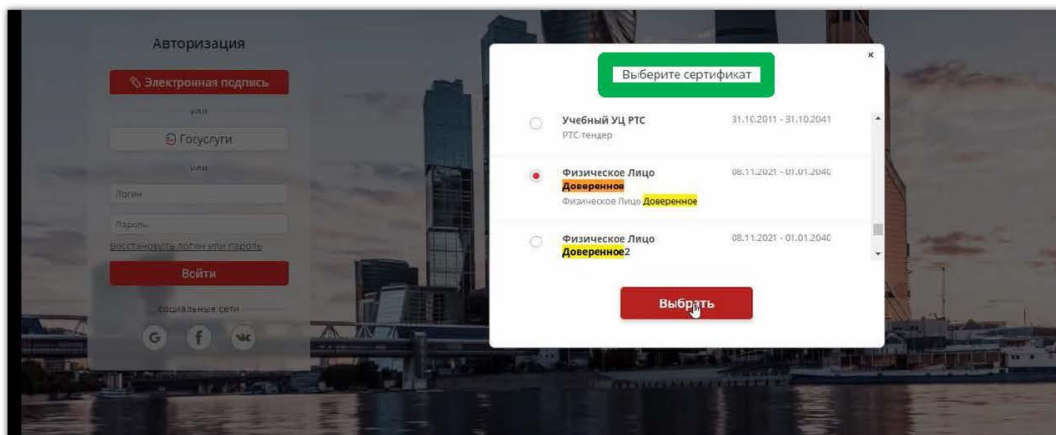 Авторизация
Электронная подпись
или
Госуслуги
или
Логин
Пароль
Восстановить логин или пароль
Войти
социальные сети
Выберите сертификат
Учебный УЦ РТС
31.10.2011 - 31.10.2041
РТС-тендер
Физическое Лицо
08.11.2021 - 01.01.2040
Доверенное
Физическое Лицо Доверенное
Физическое Лицо
08.11.2021 - 01.01.2040
Доверенное2
Выбрать